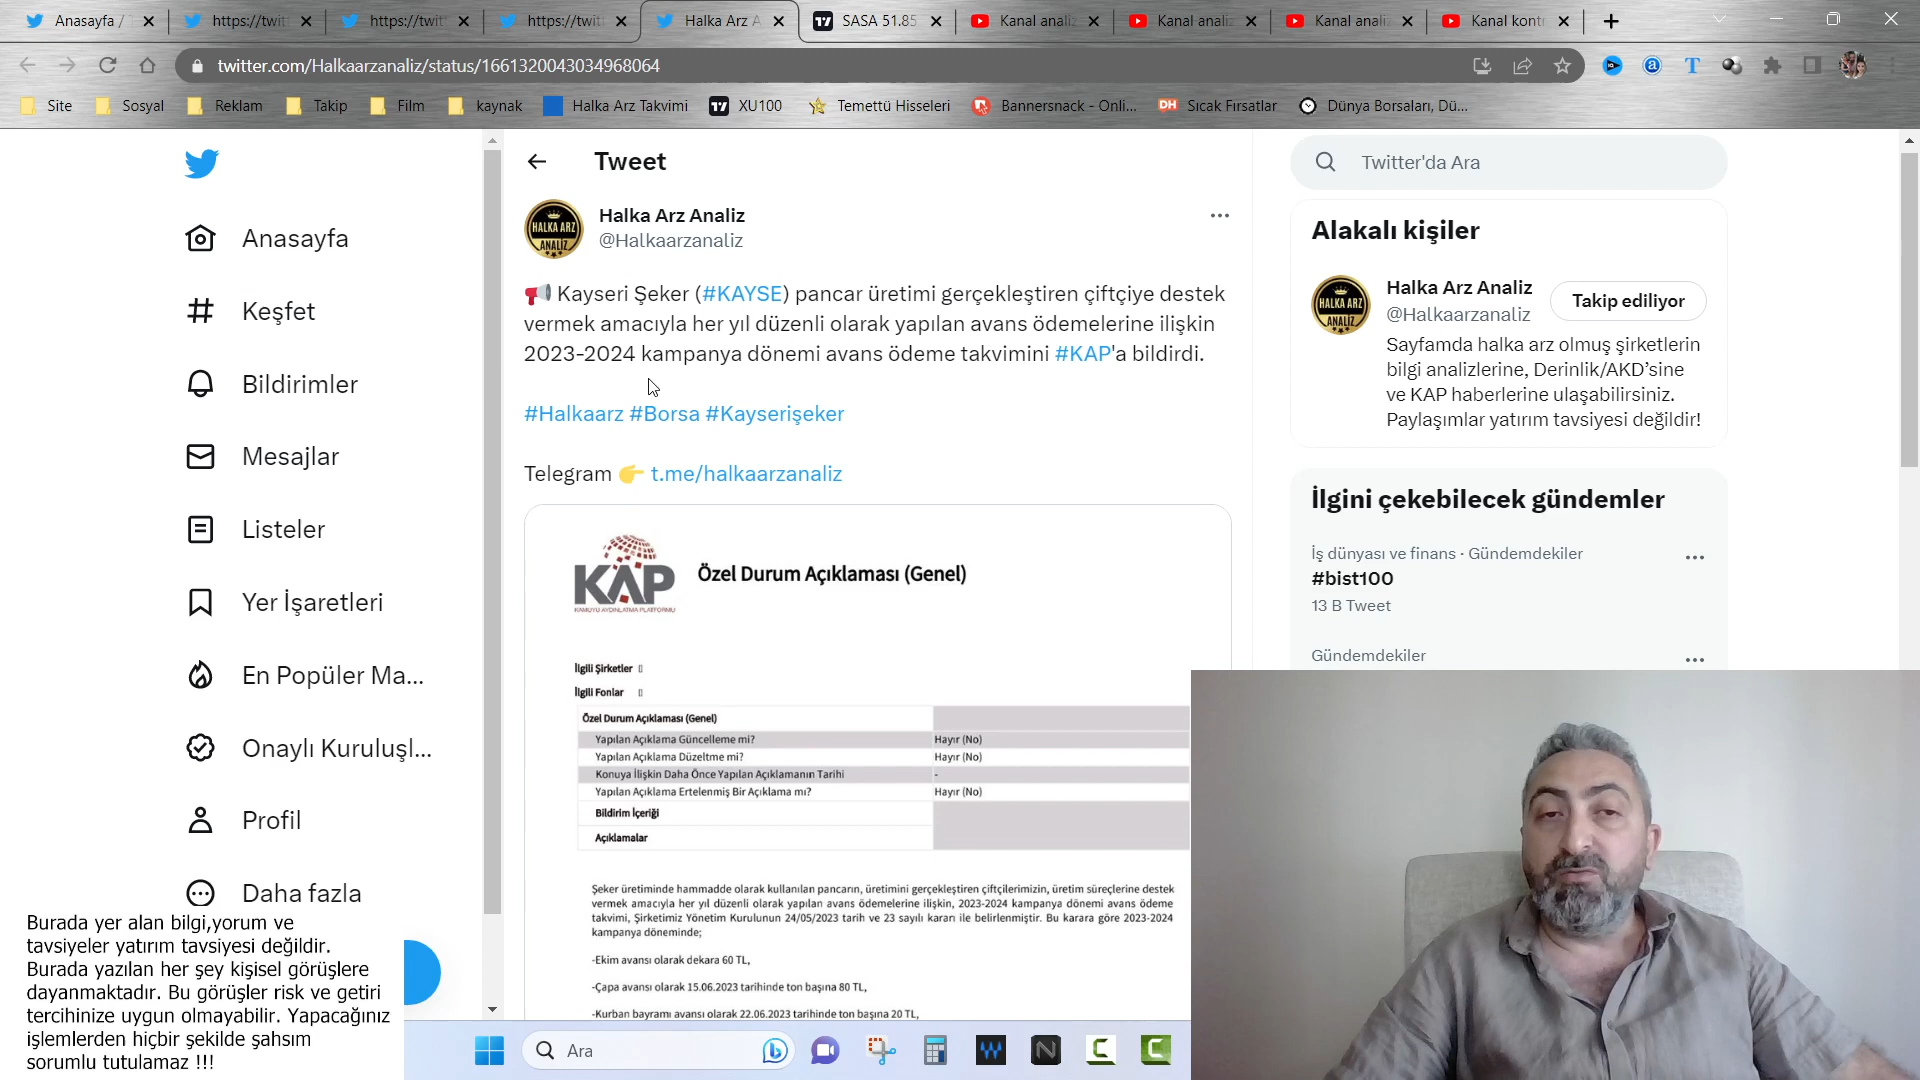 Anasayfa /
https://twit
https://twit
https://twit
Halka Arz A
SASA 51.85
Kanal analiz
Kanal analiz
Kanal analiz
Kanal kont
twitter.com/Halkaarzanaliz/status/1661320043034968064
Site
Sosyal
Reklam
Takip
Film
kaynak
Halka Arz Takvimi
XU100
Temettü Hisseleri
Bannersnack - Onli...
DH
Sıcak Fırsatlar
Dünya Borsaları, Dü...
Anasayfa
Keşfet
Bildirimler
Mesajlar
Listeler
Yer İşaretleri
En Popüler Ma...
Onaylı Kuruluşl...
Profil
Daha fazla
Tweet
HALKA ARZ
ANALİZ
Halka Arz Analiz
@Halkaarzanaliz
Kayseri Şeker (#KAYSE) pancar üretimi gerçekleştiren çiftçiye destek
vermek amacıyla her yıl düzenli olarak yapılan avans ödemelerine ilişkin
2023-2024 kampanya dönemi avans ödeme takvimini #KAP'a bildirdi.
#Halkaarz #Borsa #Kayserişeker
Telegram 👉 t.me/halkaarzanaliz
KAP
KAMUYU AYDINLATMA PLATFORMU
Özel Durum Açıklaması (Genel)
İlgili Şirketler []
İlgili Fonlar []
Özel Durum Açıklaması (Genel)
Yapılan Açıklama Güncelleme mi? Hayır (No)
Yapılan Açıklama Düzeltme mi? Hayır (No)
Konuya İlişkin Daha Önce Yapılan Açıklamanın Tarihi -
Yapılan Açıklama Ertelenmiş Bir Açıklama mı? Hayır (No)
Bildirim İçeriği
Açıklamalar
Şeker üretiminde hammadde olarak kullanılan pancarın, üretimini gerçekleştiren çiftçilerimizin, üretim süreçlerine destek
vermek amacıyla her yıl düzenli olarak yapılan avans ödemelerine ilişkin, 2023-2024 kampanya dönemi avans ödeme
takvimi, Şirketimiz Yönetim Kurulunun 24/05/2023 tarih ve 23 sayılı kararı ile belirlenmiştir. Bu karara göre 2023-2024
kampanya döneminde;
-Ekim avansı olarak dekara 60 TL,
-Çapa avansı olarak 15.06.2023 tarihinde ton başına 80 TL,
-Kurban bayramı avansı olarak 22.06.2023 tarihinde ton başına 20 TL,
Twitter'da Ara
Alakalı kişiler
HALKA ARZ
ANALİZ
Halka Arz Analiz
@Halkaarzanaliz
Takip ediliyor
Sayfamda halka arz olmuş şirketlerin
bilgi analizlerine, Derinlik/AKD'sine
ve KAP haberlerine ulaşabilirsiniz.
Paylaşımlar yatırım tavsiyesi değildir!
İlgini çekebilecek gündemler
İş dünyası ve finans · Gündemdekiler
#bist100
13 B Tweet
Gündemdekiler
Burada yer alan bilgi,yorum ve
tavsiyeler yatırım tavsiyesi değildir.
Burada yazılan her şey kişisel görüşlere
dayanmaktadır. Bu görüşler risk ve getiri
tercihinize uygun olmayabilir. Yapacağınız
işlemlerden hiçbir şekilde şahsım
sorumlu tutulamaz !!!
Ara